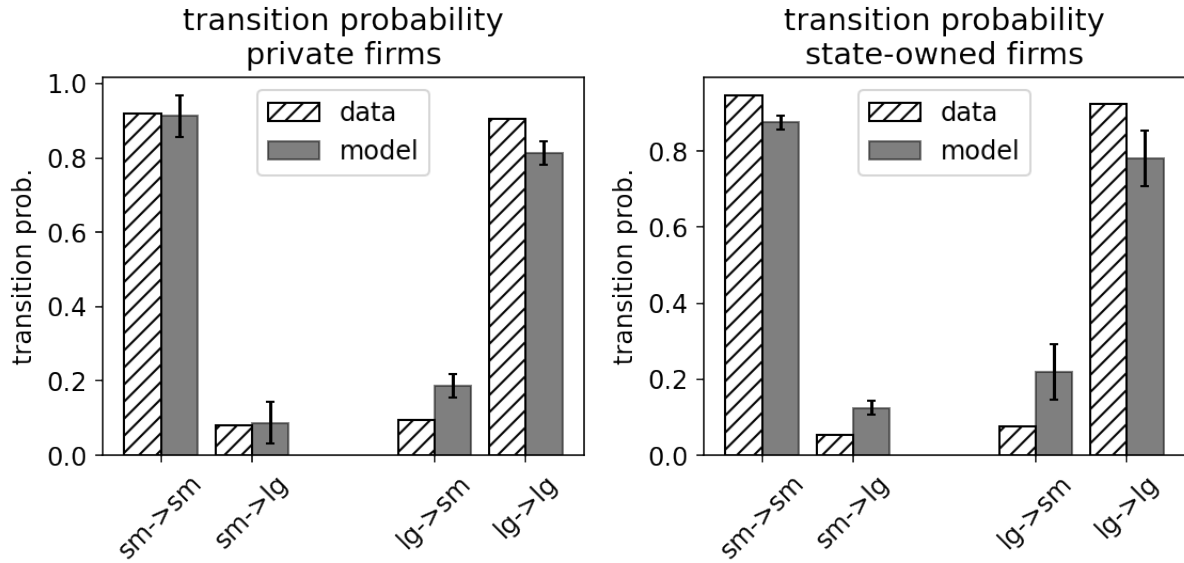 transition probability
private firms
transition prob.
1.0
0.8
0.6
0.4
0.2
0.0
data
model
sm->sm
sm->lg
lg->sm
lg->lg
transition probability
state-owned firms
transition prob.
0.8
0.6
0.4
0.2
0.0
data
model
sm->sm
sm->lg
lg->sm
lg->lg